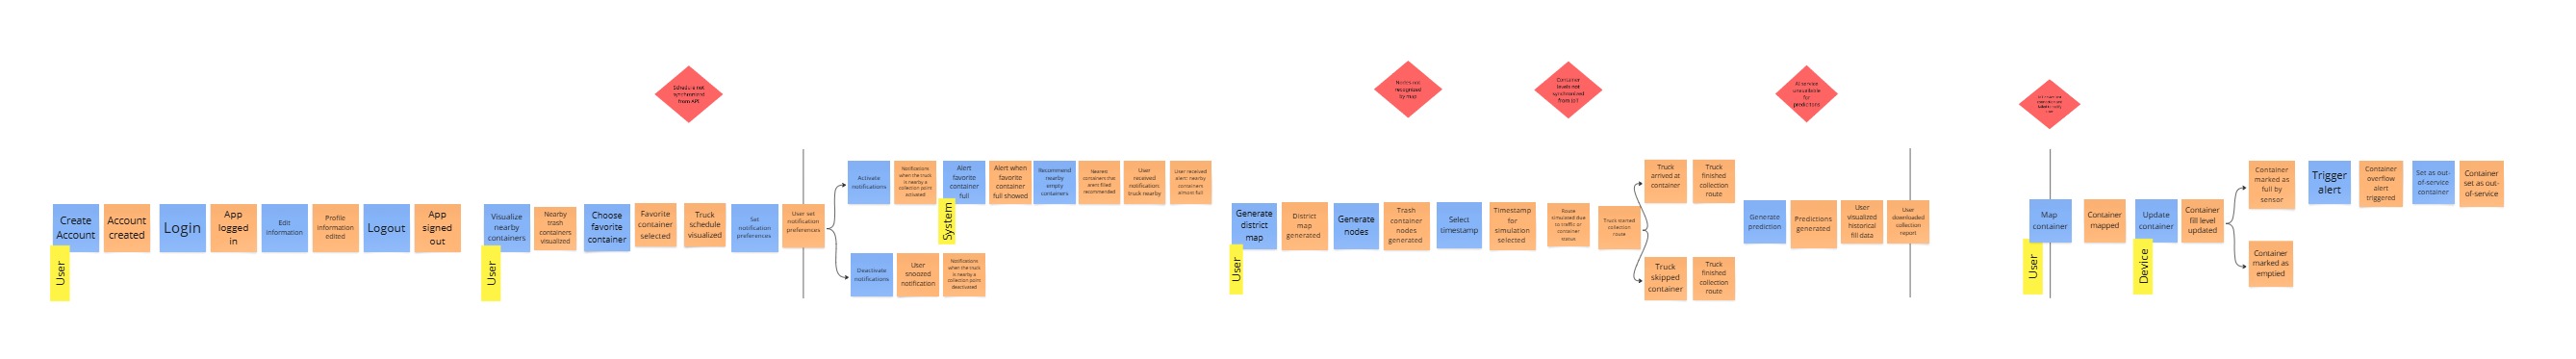 Schedule not
synchronized
from API
Nodes not
recognized
by map
Container
levels not
synchronized
from IoT
AI service
unavailable
for
predictions
Create
Account
Account
created
Login
App
logged
in
Edit
information
Profile
information
edited
Logout
App
signed
out
User
Visualize
nearby
containers
Nearby
trash
containers
visualized
Choose
favorite
container
Favorite
container
selected
Truck
schedule
visualized
Set
notification
preferences
User set
notification
preferences
User
Activate
notifications
Notifications
when the truck
is nearby a
collection point
activated
Alert
favorite
container
full
Alert when
favorite
container
full showed
Recommend
nearby
empty
containers
Nearest
containers that
aren't filled
recommended
User
received
notification:
truck nearby
User received
alert: nearby
containers
almost full
System
Deactivate
notifications
User
snoozed
notification
Notifications
when the truck
is nearby a
collection point
deactivated
Generate
district
map
District
map
generated
Generate
nodes
Trash
container
nodes
generated
Select
timestamp
Timestamp
for
simulation
selected
Route
simulated due
to traffic or
container
status
Truck started
collection
route
User
Truck
arrived at
container
Truck
finished
collection
route
Truck
skipped
container
Truck
finished
collection
route
Generate
prediction
Predictions
generated
User
visualized
historical
fill data
User
downloaded
collection
report
Map
container
Container
mapped
Update
container
Container
fill level
updated
User
Device
Container
marked as
full by
sensor
Trigger
alert
Container
overflow
alert
triggered
Set as out-
of-service
container
Container
set as out-
of-service
Container
marked as
emptied